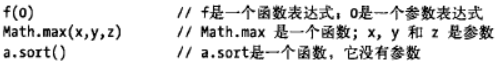 f(0) // f是一个函数表达式；0是一个参数表达式
Math.max(x,y,z) // Math.max 是一个函数；x, y 和 z 是参数
a.sort() // a.sort是一个函数，它没有参数